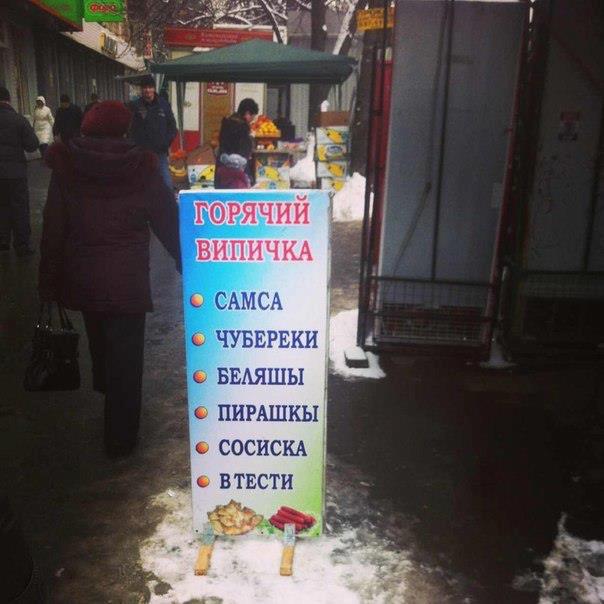 ГОРЯЧИЙ
ВИПИЧКА
САМСА
ЧУБЕРЕКИ
БЕЛЯШЫ
ПИРАШКЫ
СОСИСКА
В ТЕСТИ